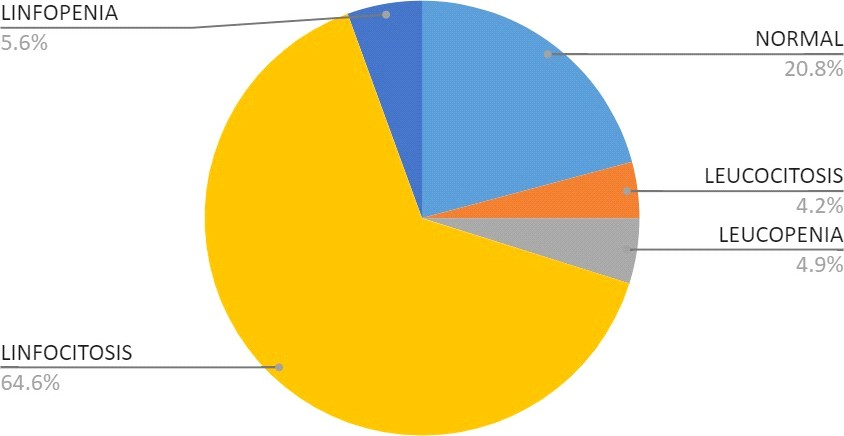 LINFOPENIA
5.6%
NORMAL
20.8%
LEUCOCITOSIS
4.2%
LEUCOPENIA
4.9%
LINFOCITOSIS
64.6%